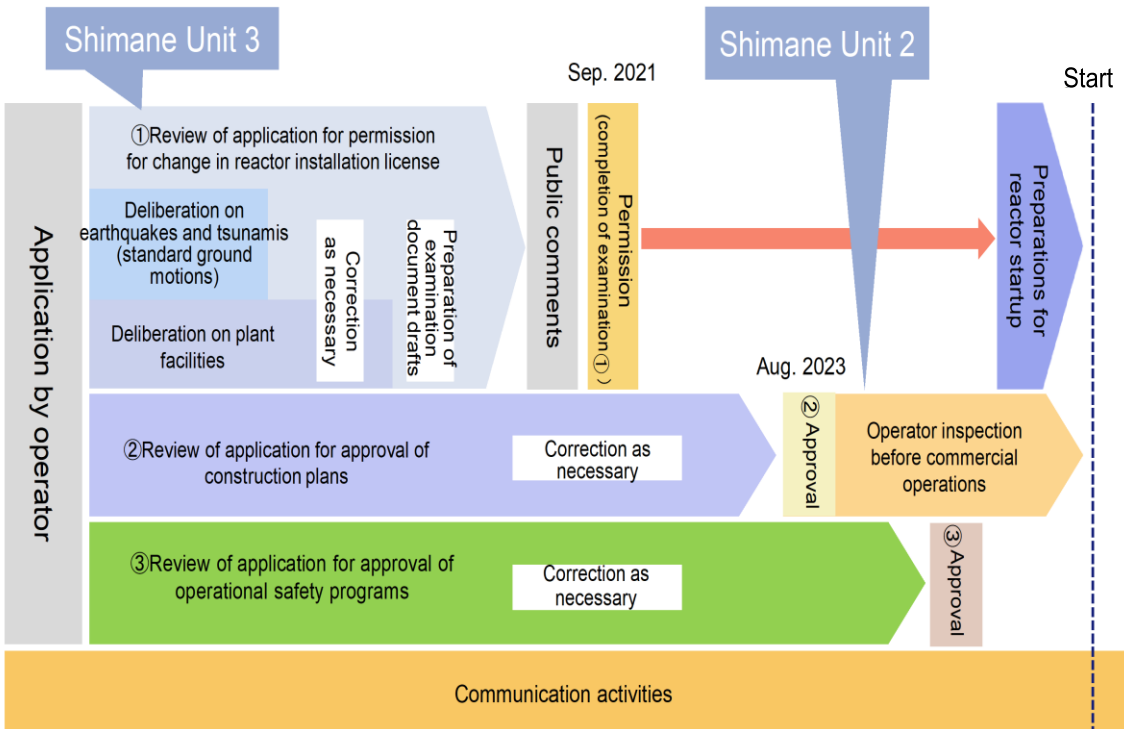 Shimane Unit 3
Shimane Unit 2
Sep. 2021
Start
Application by operator
①Review of application for permission
for change in reactor installation license
Deliberation on
earthquakes and tsunamis
(standard ground
motions)
Deliberation on plant
facilities
Correction
as necessary
Preparation of
examination
document drafts
Public comments
Permission
(completion of examination①)
Preparations for
reactor startup
Aug. 2023
②Review of application for approval of
construction plans
Correction as
necessary
②Approval
Operator inspection
before commercial
operations
③Review of application for approval of
operational safety programs
Correction as
necessary
③Approval
Communication activities